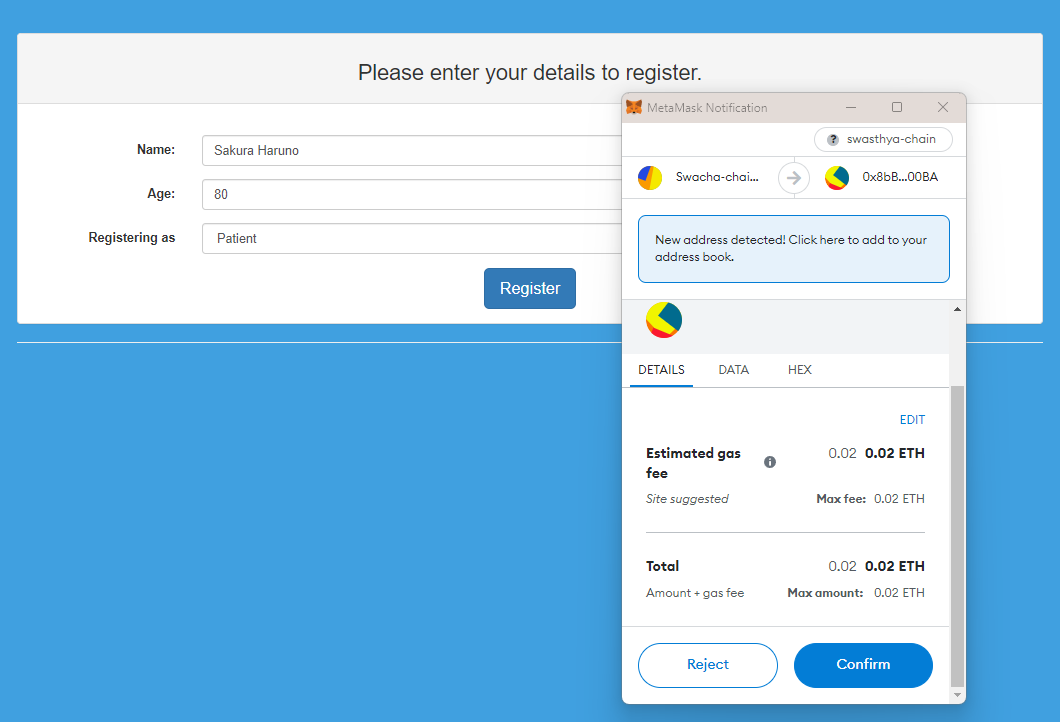 Please enter your details to register.
Name:
Sakura Haruno
Age:
80
Registering as
Patient
Register
MetaMask Notification
swasthya-chain
Swacha-chai...
0x8bB...00BA
New address detected! Click here to add to your
address book.
DETAILS DATA HEX
EDIT
Estimated gas
fee
0.02 0.02 ETH
Site suggested
Max fee: 0.02 ETH
Total
0.02 0.02 ETH
Amount + gas fee
Max amount: 0.02 ETH
Reject
Confirm